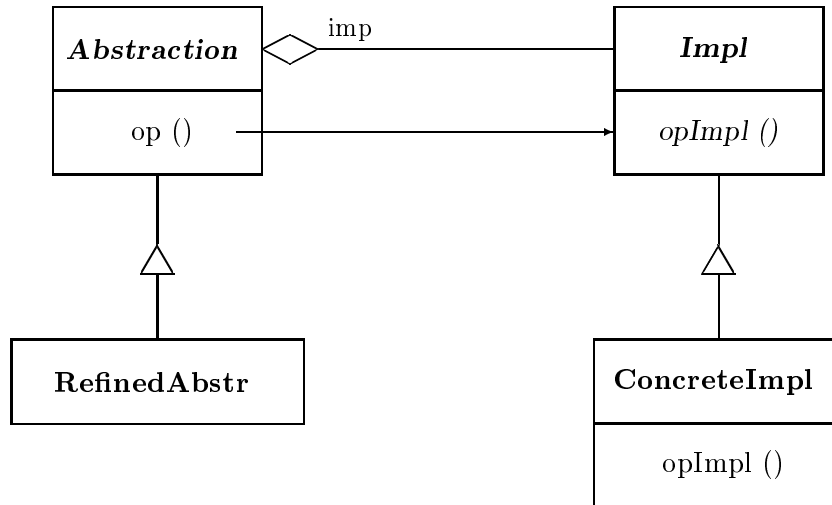 Abstraction
imp
Impl
op ()
opImpl ()
RefinedAbstr
ConcreteImpl
opImpl ()